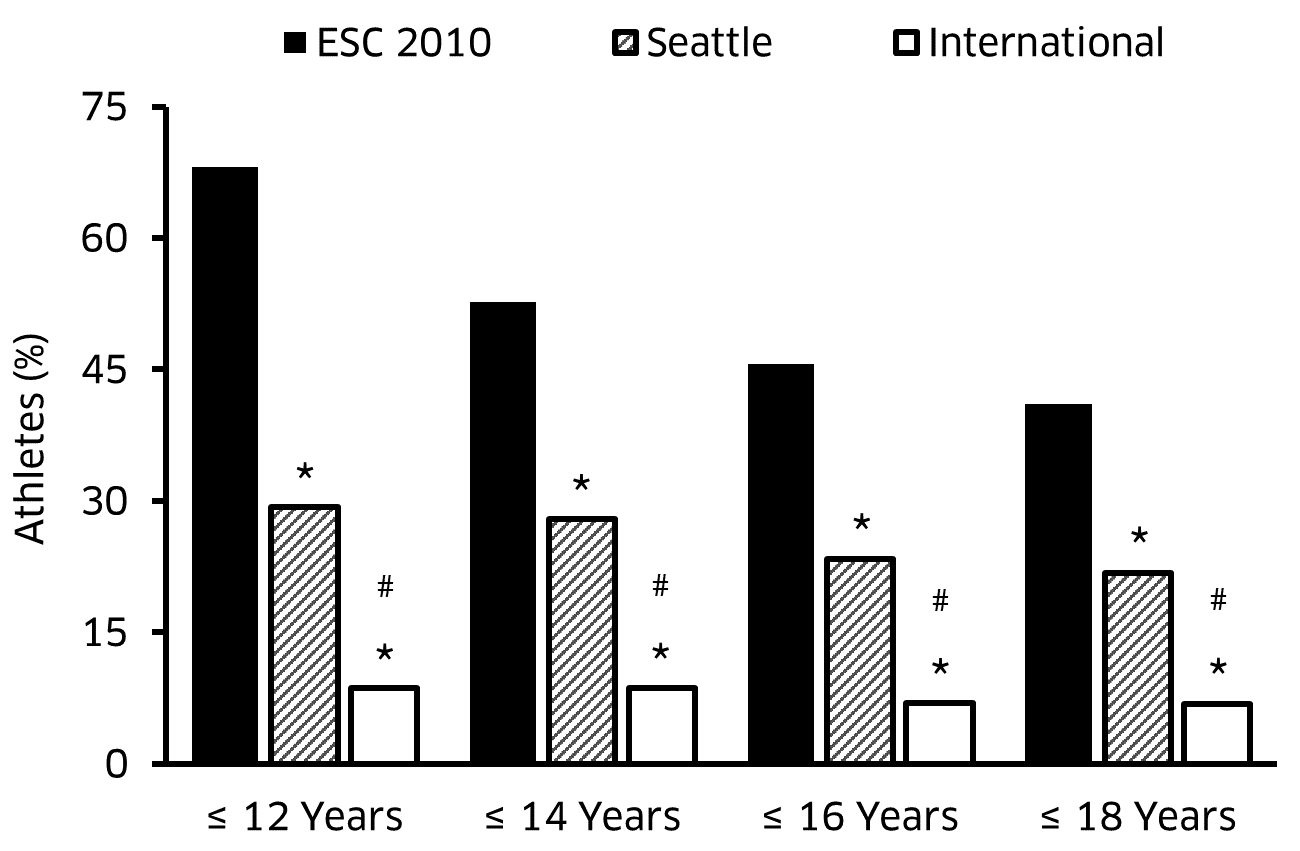 ESC 2010 Seattle International
75
60
45
30
15
0
Athletes (%)
* * * *
# # # #
* * * *
≤ 12 Years ≤ 14 Years ≤ 16 Years ≤ 18 Years